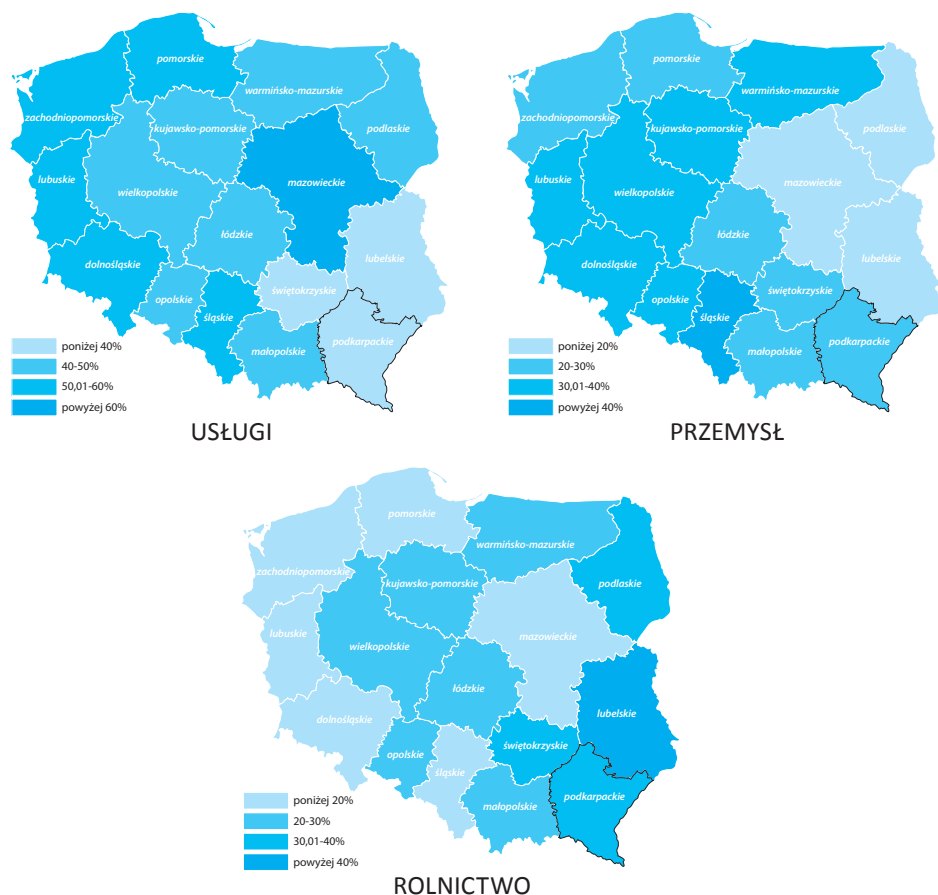 pomorskie
warmińsko-mazurskie
zachodniopomorskie
kujawsko-pomorskie
podlaskie
lubuskie
wielkopolskie
mazowieckie
łódzkie
lubelskie
dolnośląskie
opolskie
śląskie
świętokrzyskie
małopolskie
podkarpackie
poniżej 40%
40-50%
50,01-60%
powyżej 60%
USŁUGI
pomorskie
warmińsko-mazurskie
zachodniopomorskie
kujawsko-pomorskie
podlaskie
lubuskie
wielkopolskie
mazowieckie
łódzkie
lubelskie
dolnośląskie
opolskie
śląskie
świętokrzyskie
małopolskie
podkarpackie
poniżej 20%
20-30%
30,01-40%
powyżej 40%
PRZEMYSŁ
pomorskie
warmińsko-mazurskie
zachodniopomorskie
kujawsko-pomorskie
podlaskie
lubuskie
wielkopolskie
mazowieckie
łódzkie
lubelskie
dolnośląskie
opolskie
śląskie
świętokrzyskie
małopolskie
podkarpackie
poniżej 20%
20-30%
30,01-40%
powyżej 40%
ROLNICTWO